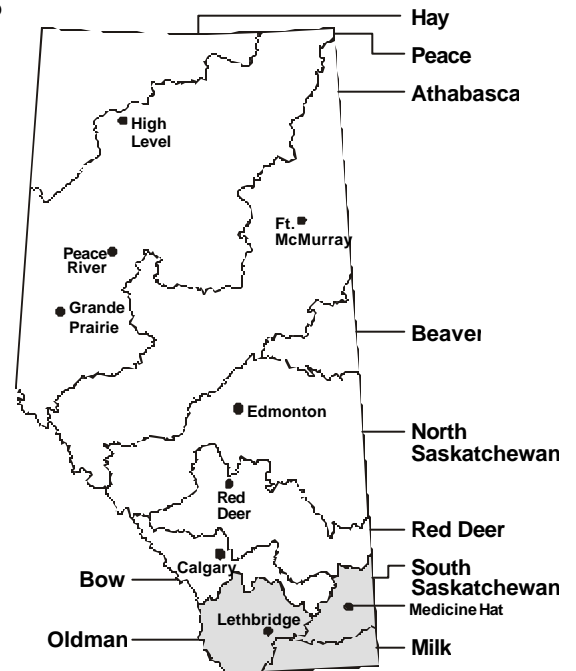 Hay
Peace
Athabasca
High
Level
Ft.
McMurray
Peace
River
Grande
Prairie
Beaver
Edmonton
North
Saskatchewan
Red
Deer
Red Deer
Calgary
South
Saskatchewan
Bow
Medicine Hat
Lethbridge
Oldman
Milk